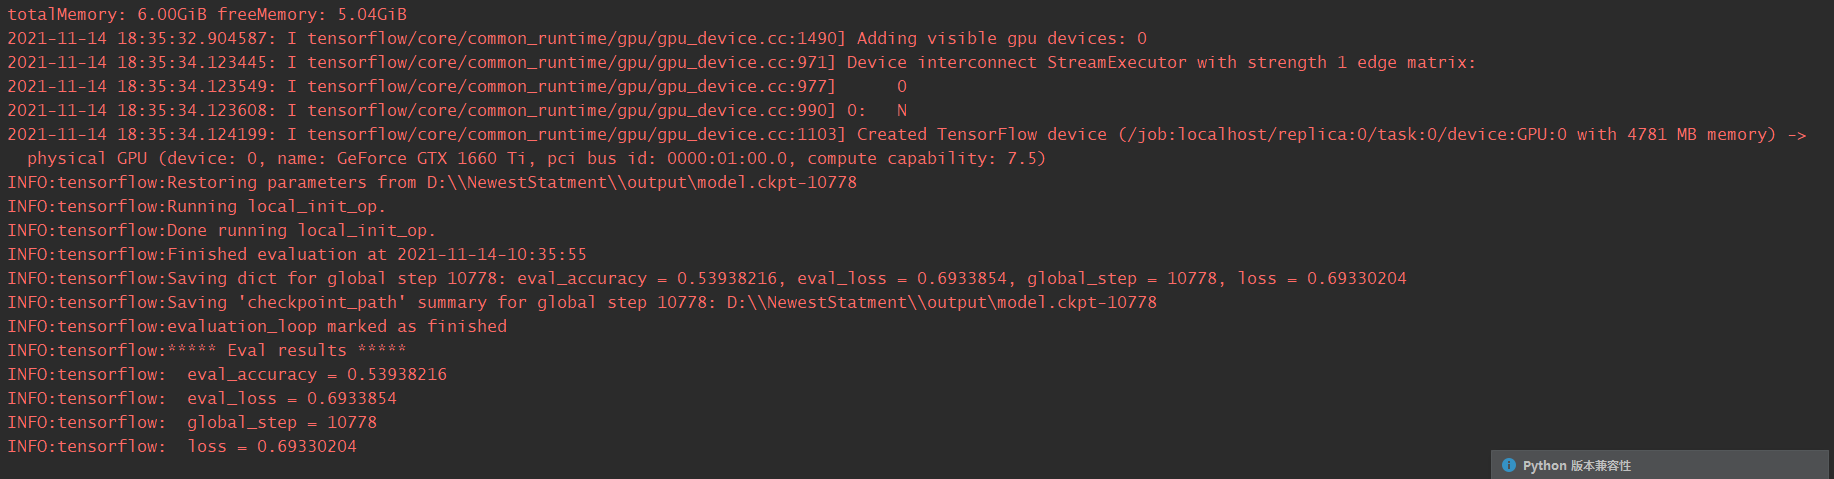 totalMemory: 6.00GiB freeMemory: 5.04GiB
2021-11-14 18:35:32.904587: I tensorflow/core/common_runtime/gpu/gpu_device.cc:1490] Adding visible gpu devices: 0
2021-11-14 18:35:34.123445: I tensorflow/core/common_runtime/gpu/gpu_device.cc:971] Device interconnect StreamExecutor with strength 1 edge matrix:
2021-11-14 18:35:34.123549: I tensorflow/core/common_runtime/gpu/gpu_device.cc:977]      0
2021-11-14 18:35:34.123608: I tensorflow/core/common_runtime/gpu/gpu_device.cc:990] 0:   N
2021-11-14 18:35:34.124199: I tensorflow/core/common_runtime/gpu/gpu_device.cc:1103] Created TensorFlow device (/job:localhost/replica:0/task:0/device:GPU:0 with 4781 MB memory) ->
physical GPU (device: 0, name: GeForce GTX 1660 Ti, pci bus id: 0000:01:00.0, compute capability: 7.5)
INFO:tensorflow:Restoring parameters from D:\\NewestStatment\\output\model.ckpt-10778
INFO:tensorflow:Running local_init_op.
INFO:tensorflow:Done running local_init_op.
INFO:tensorflow:Finished evaluation at 2021-11-14-10:35:55
INFO:tensorflow:Saving dict for global step 10778: eval_accuracy = 0.53938216, eval_loss = 0.6933854, global_step = 10778, loss = 0.69330204
INFO:tensorflow:Saving 'checkpoint_path' summary for global step 10778: D:\\NewestStatment\\output\model.ckpt-10778
INFO:tensorflow:evaluation_loop marked as finished
INFO:tensorflow:***** Eval results *****
INFO:tensorflow:  eval_accuracy = 0.53938216
INFO:tensorflow:  eval_loss = 0.6933854
INFO:tensorflow:  global_step = 10778
INFO:tensorflow:  loss = 0.69330204
Python 版本兼容性